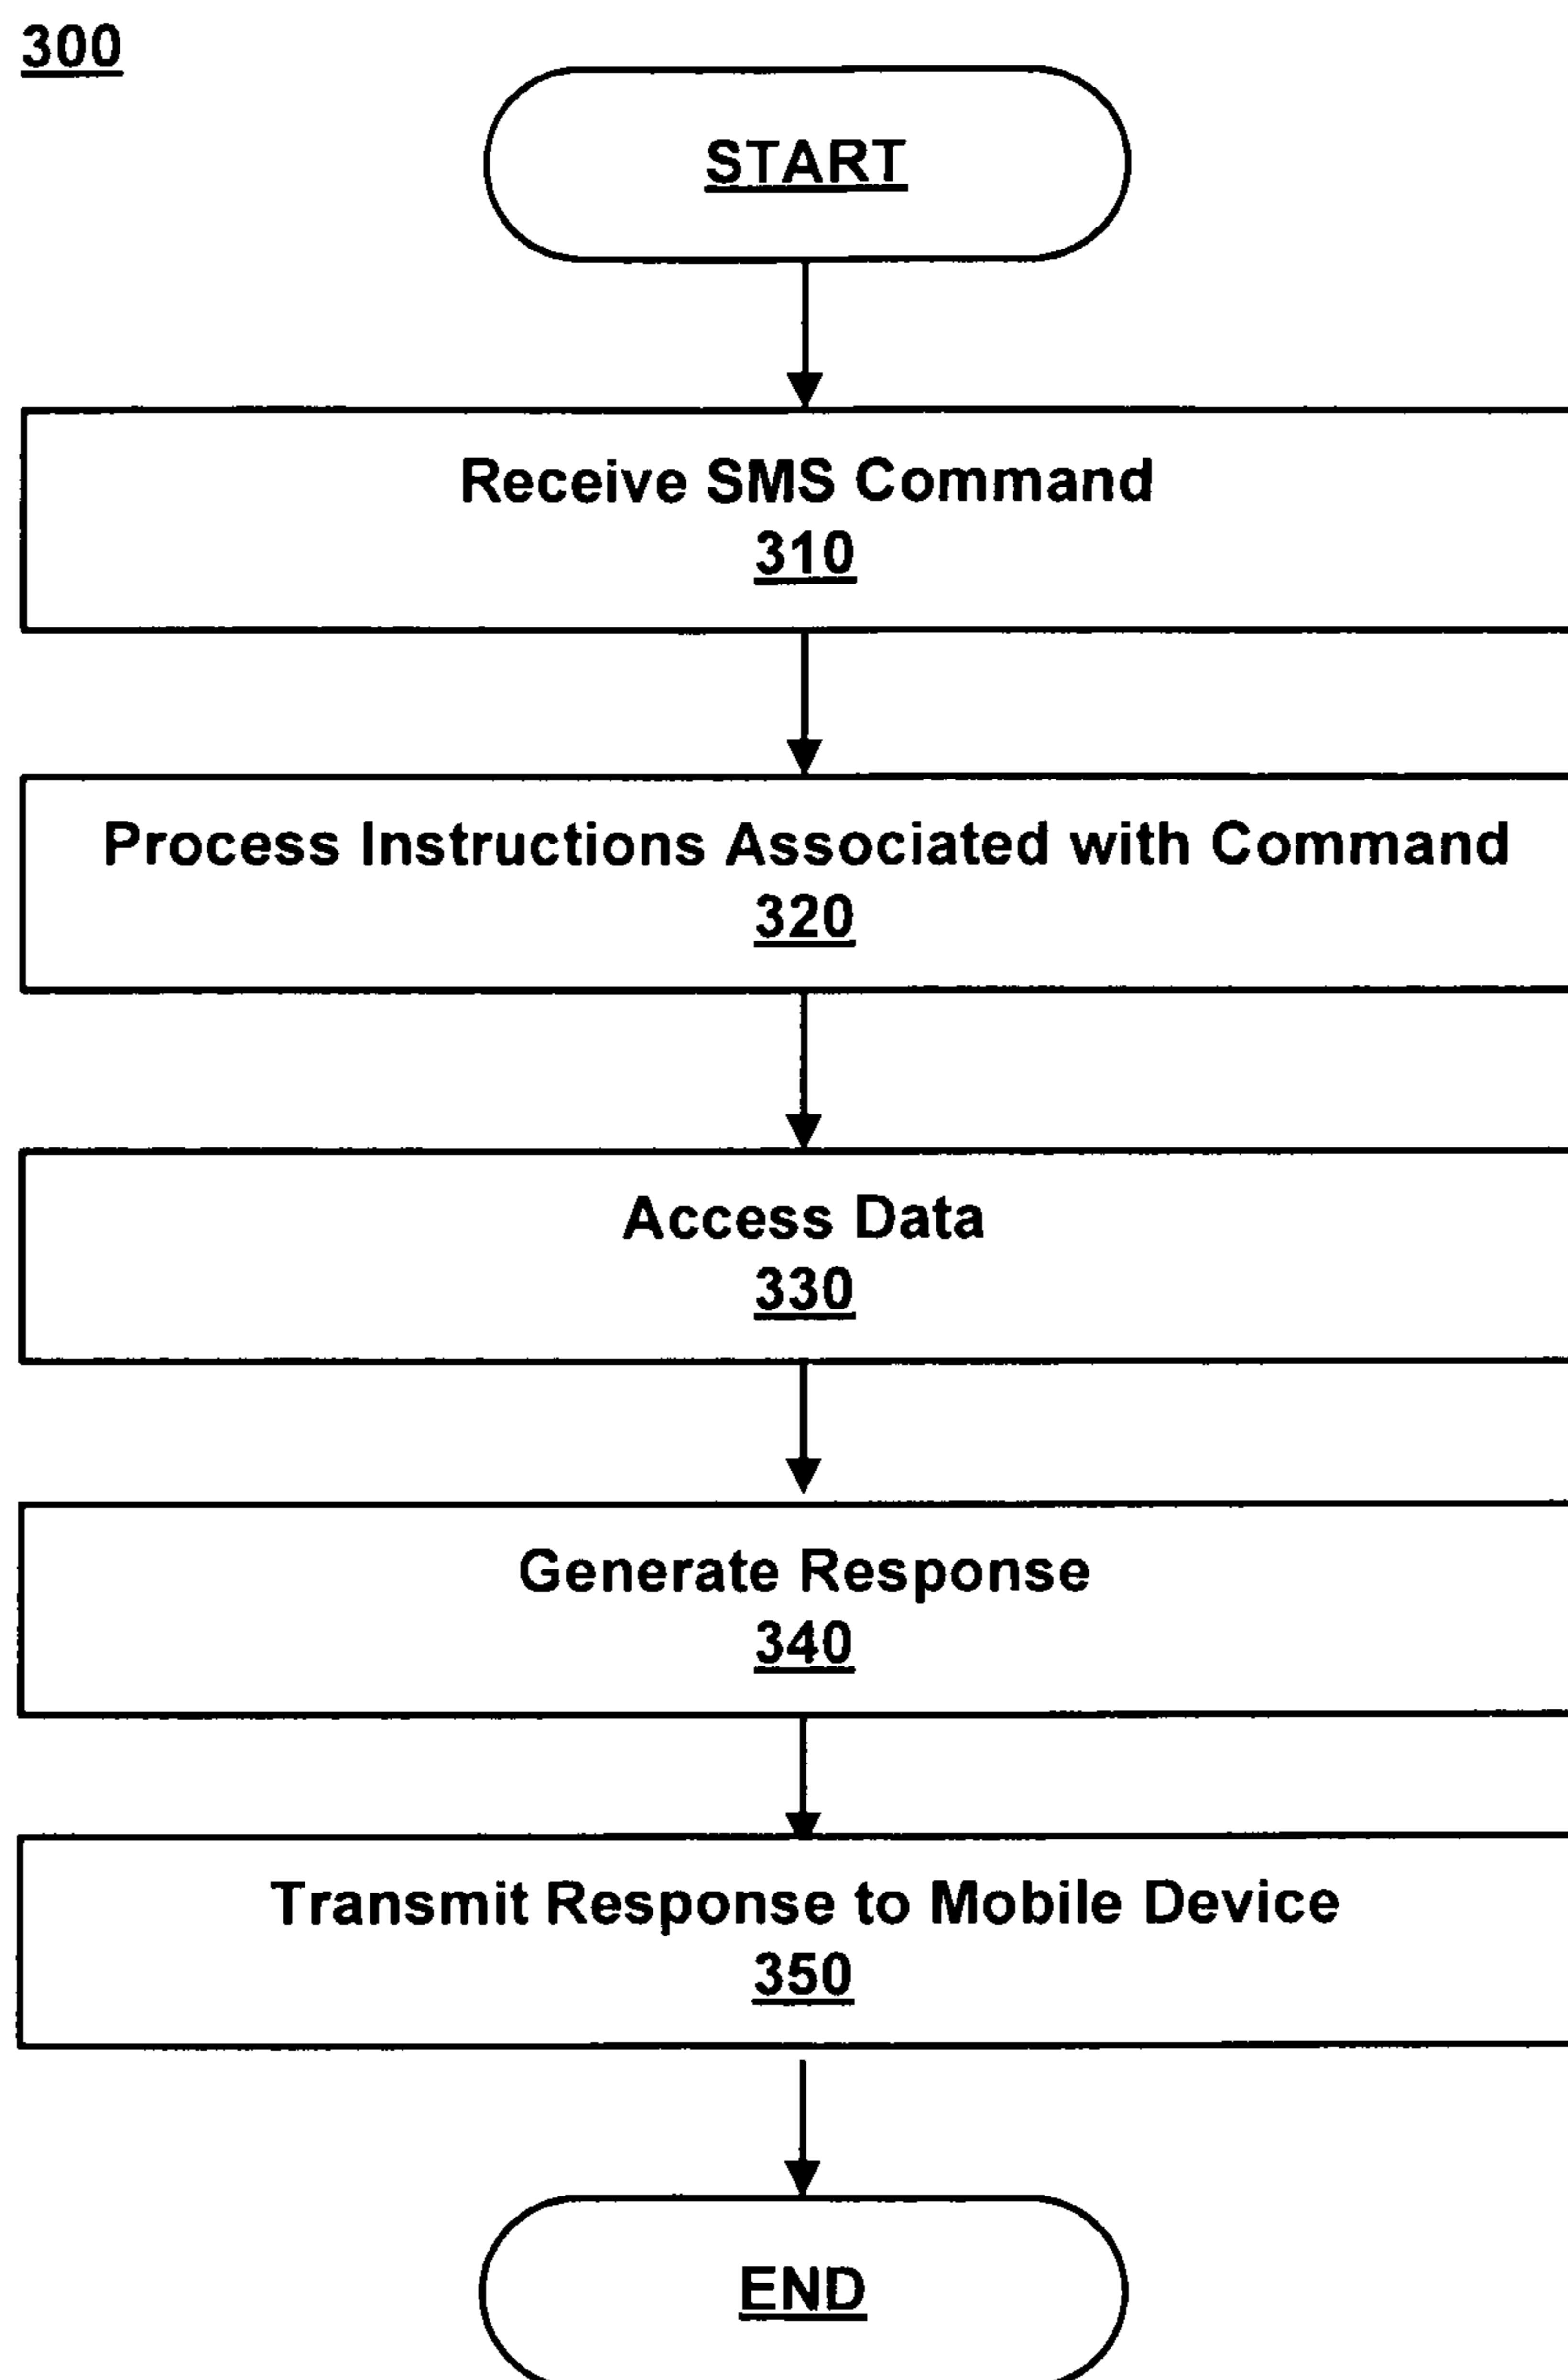 300
START
Receive SMS Command
310
Process Instructions Associated with Command
320
Access Data
330
Generate Response
340
Transmit Response to Mobile Device
350
END